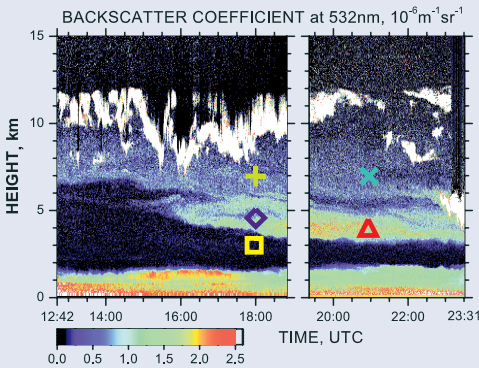 BACKSCATTER COEFFICIENT at 532nm, 10⁻⁶m⁻¹sr⁻¹
15
10
5
0
HEIGHT, km
12:42 14:00 16:00 18:00 20:00 22:00 23:31
TIME, UTC
0.0 0.5 1.0 1.5 2.0 2.5